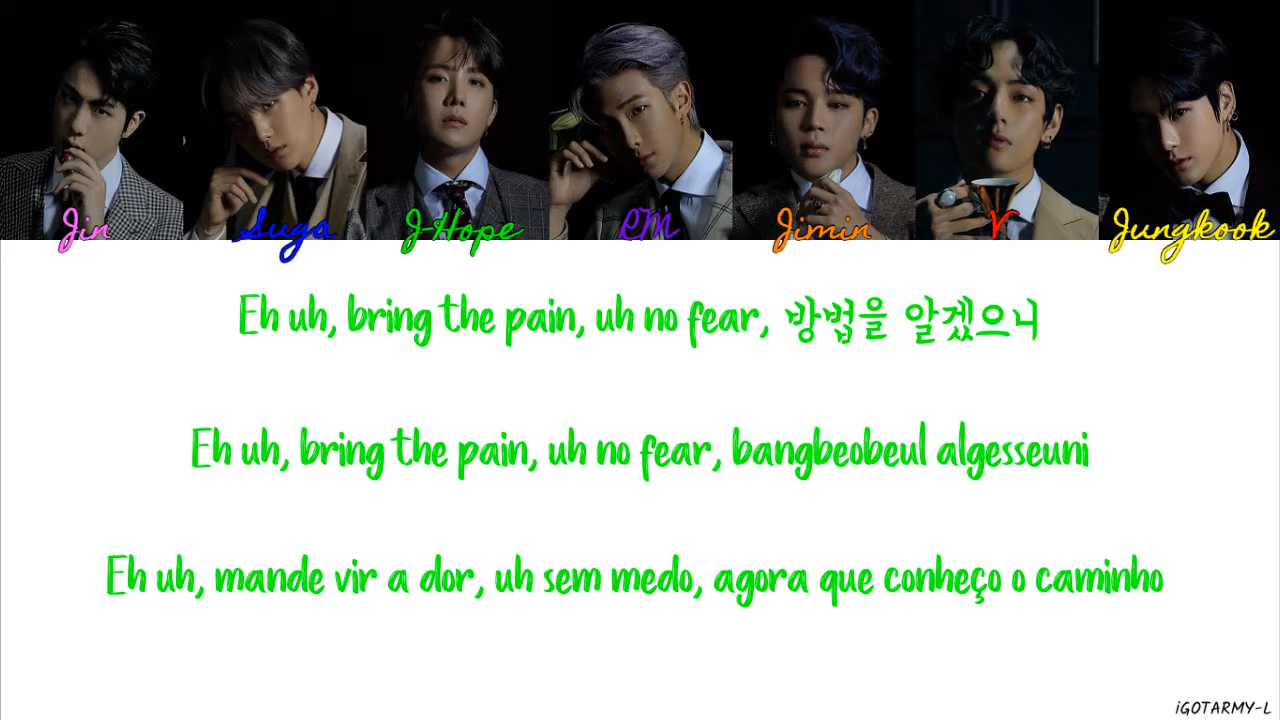 Jin Suga J-Hope RM Jimin V Jungkook
Eh uh, bring the pain, uh no fear, 방법을 알겠으니
Eh uh, bring the pain, uh no fear, bangbeobeul algesseuni
Eh uh, mande vir a dor, uh sem medo, agora que conheço o caminho
iGOTARMY-L